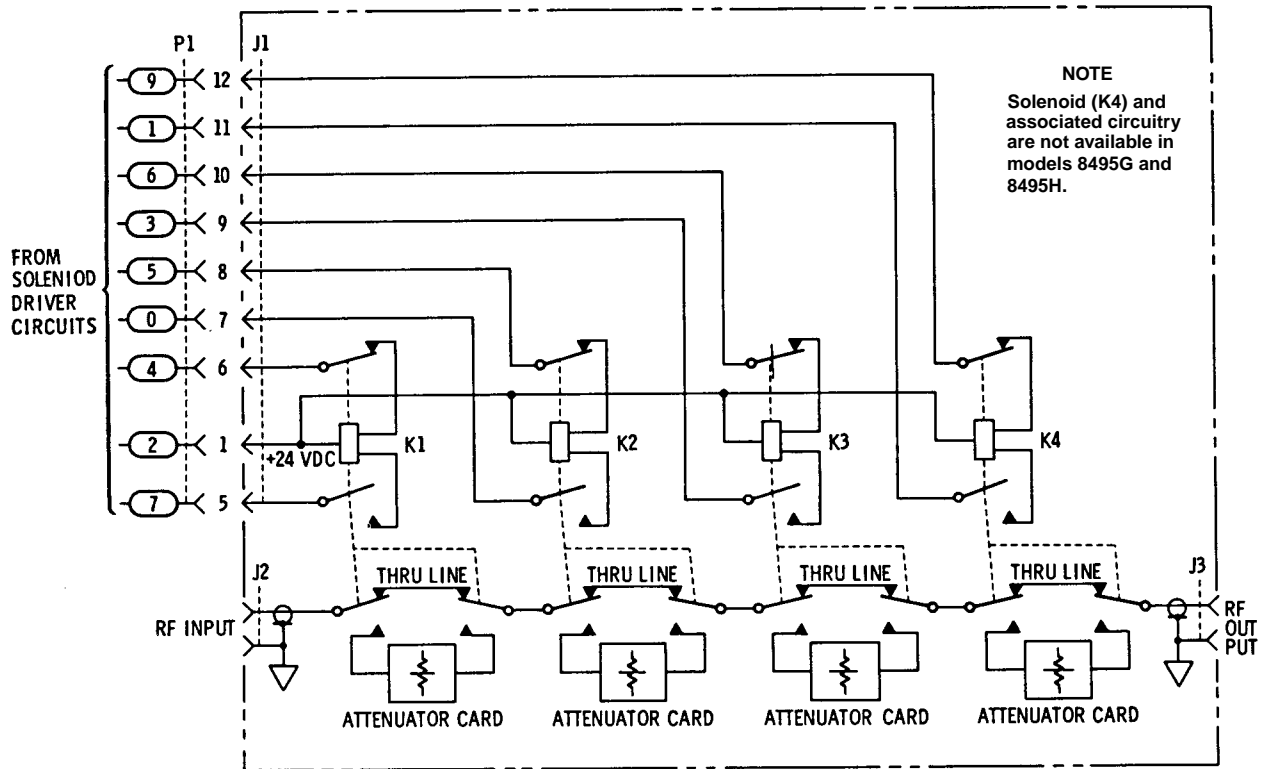 P1 J1
9 12
1 11
6 10
3 9
5 8
0 7
4 6
2 1
7 5
FROM
SOLENIOD
DRIVER
CIRCUITS
NOTE
Solenoid (K4) and
associated circuitry
are not available in
models 8495G and
8495H.
+24 VDC
K1
K2
K3
K4
J2
RF INPUT
THRU LINE
THRU LINE
THRU LINE
THRU LINE
J3
RF
OUT
PUT
ATTENUATOR CARD
ATTENUATOR CARD
ATTENUATOR CARD
ATTENUATOR CARD